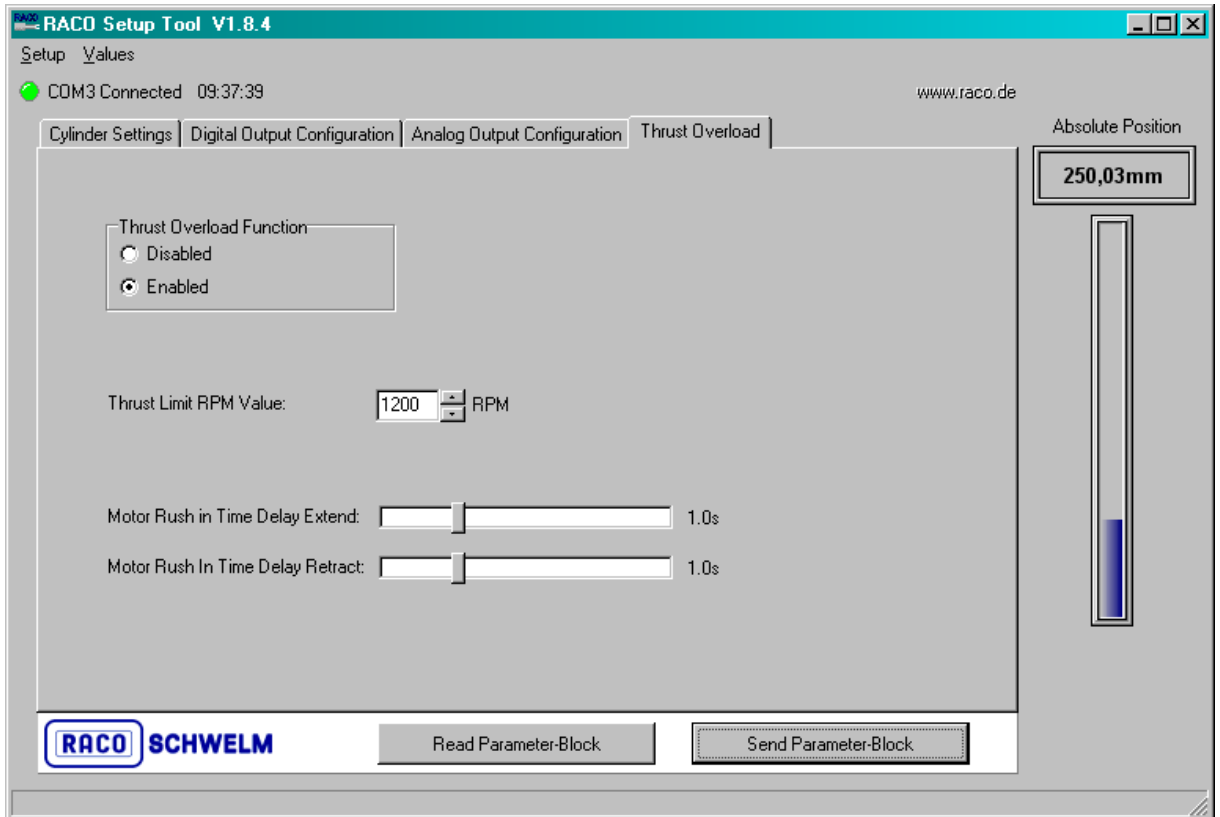 RACO
RACO Setup Tool V1.8.4
Setup Values
COM3 Connected 09:37:39
www.raco.de
Cylinder Settings Digital Output Configuration Analog Output Configuration Thrust Overload
Absolute Position
250,03mm
Thrust Overload Function
Disabled
Enabled
Thrust Limit RPM Value: 1200 RPM
Motor Rush in Time Delay Extend: 1.0s
Motor Rush In Time Delay Retract: 1.0s
RACO SCHWELM
Read Parameter-Block
Send Parameter-Block